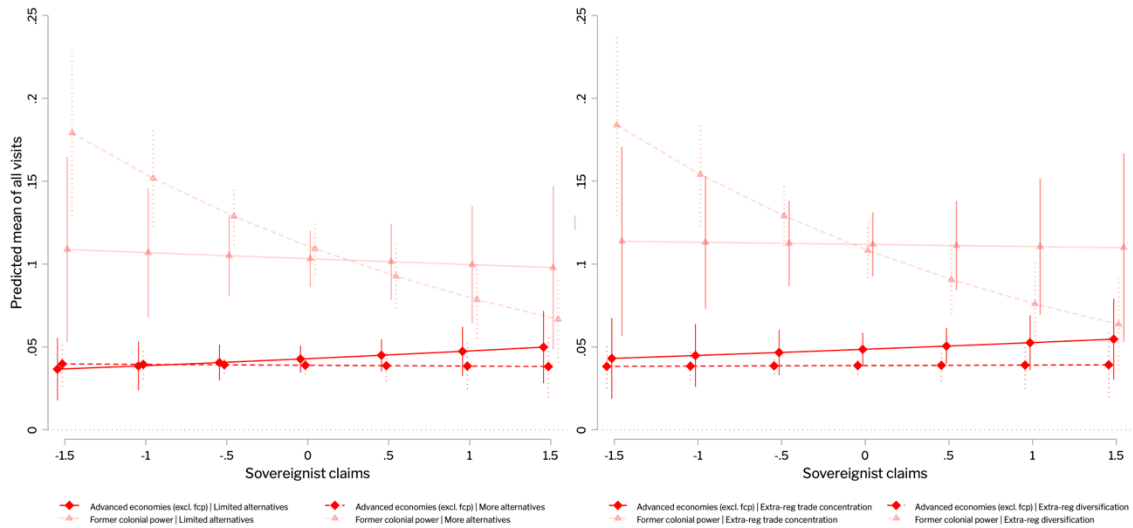 Predicted mean of all visits
.25
.2
.15
.1
.05
0
-1.5 -1 -.5 0 .5 1 1.5
Sovereignist claims
Advanced economies (excl. fcp) | Limited alternatives
Advanced economies (excl. fcp) | More alternatives
Former colonial power | Limited alternatives
Former colonial power | More alternatives
.25
.2
.15
.1
.05
0
-1.5 -1 -.5 0 .5 1 1.5
Sovereignist claims
Advanced economies (excl. fcp) | Extra-reg trade concentration
Advanced economies (excl. fcp) | Extra-reg diversification
Former colonial power | Extra-reg trade concentration
Former colonial power | Extra-reg diversification